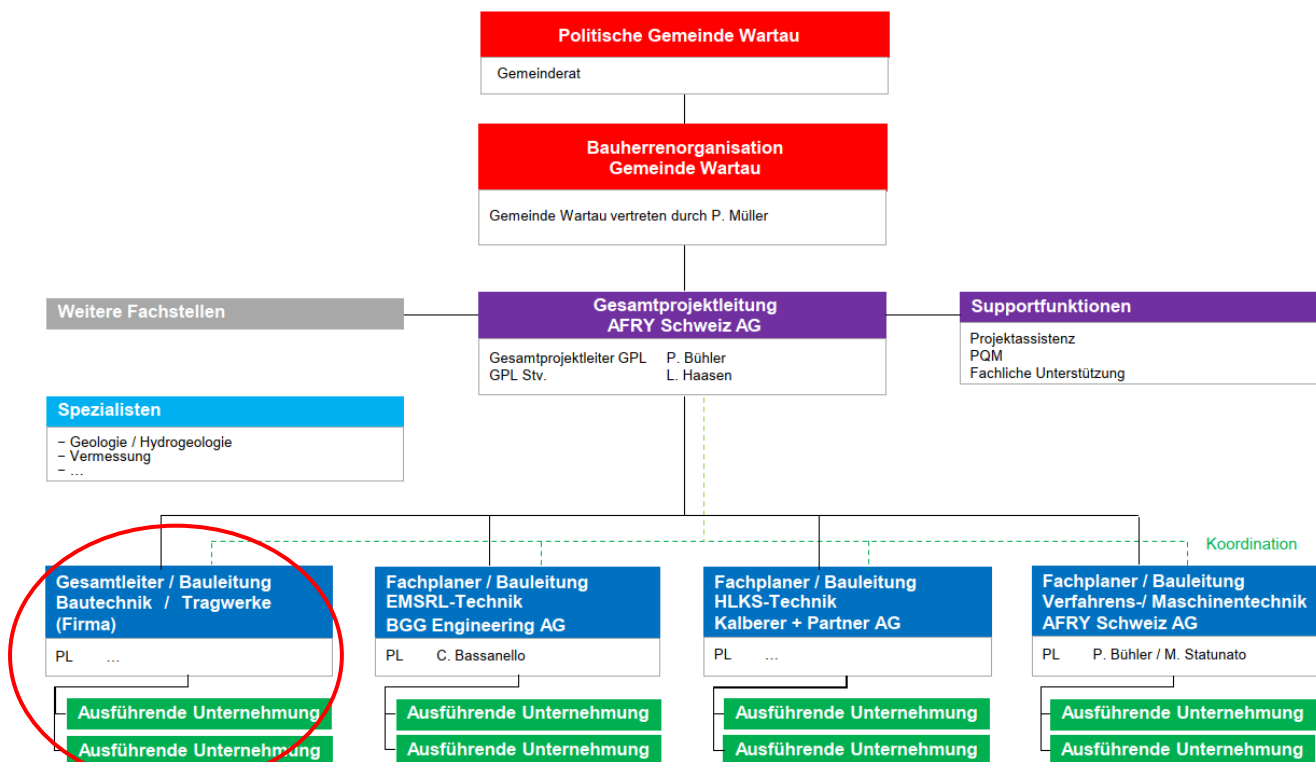 Politische Gemeinde Wartau
Gemeinderat
Bauherrenorganisation
Gemeinde Wartau
Gemeinde Wartau vertreten durch P. Müller
Weitere Fachstellen
Gesamtprojektleitung
AFRY Schweiz AG
Gesamtprojektleiter GPL P. Bühler
GPL Stv. L. Haasen
Supportfunktionen
Projektassistenz
PQM
Fachliche Unterstützung
Spezialisten
− Geologie / Hydrogeologie
− Vermessung
− …
Koordination
Gesamtleiter / Bauleitung
Bautechnik / Tragwerke
(Firma)
PL …
Ausführende Unternehmung
Ausführende Unternehmung
Fachplaner / Bauleitung
EMSRL-Technik
BGG Engineering AG
PL C. Bassanello
Ausführende Unternehmung
Ausführende Unternehmung
Fachplaner / Bauleitung
HLKS-Technik
Kalberer + Partner AG
PL …
Ausführende Unternehmung
Ausführende Unternehmung
Fachplaner / Bauleitung
Verfahrens-/ Maschinentechnik
AFRY Schweiz AG
PL P. Bühler / M. Statunato
Ausführende Unternehmung
Ausführende Unternehmung